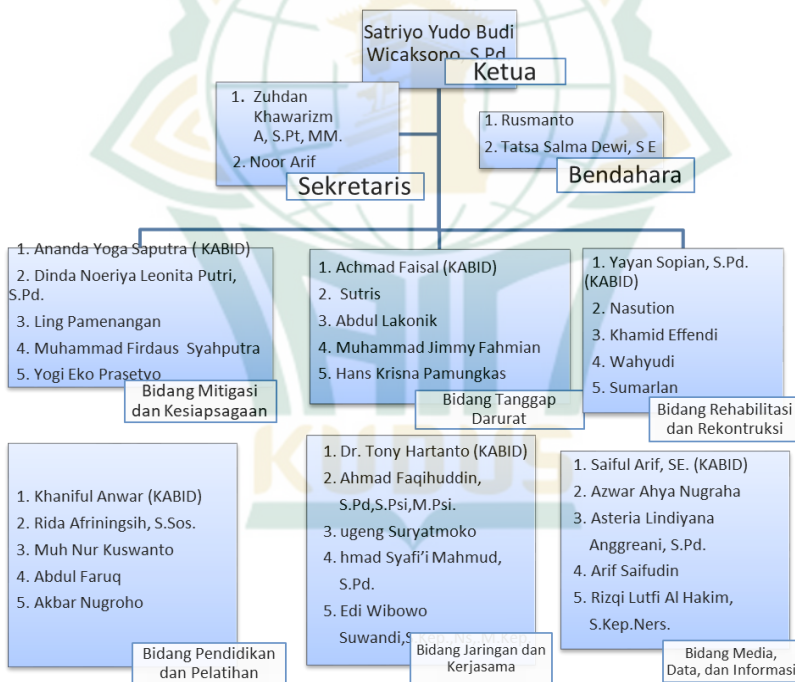 Satriyo Yudo Budi
Wicaksono, S.Pd
Ketua
1. Zuhdan
Khawarizm
A, S.Pt, MM.
2. Noor Arif
Sekretaris
1. Rusmanto
2. Tatsa Salma Dewi, S E
Bendahara
1. Ananda Yoga Saputra ( KABID)
2. Dinda Noeriya Leonita Putri,
S.Pd.
3. Ling Pamenangan
4. Muhammad Firdaus Syahputra
5. Yogi Eko Prasetyo
Bidang Mitigasi
dan Kesiapsagaan
1. Achmad Faisal (KABID)
2. Sutris
3. Abdul Lakonik
4. Muhammad Jimmy Fahmian
5. Hans Krisna Pamungkas
Bidang Tanggap
Darurat
1. Yayan Sopian, S.Pd.
(KABID)
2. Nasution
3. Khamid Effendi
4. Wahyudi
5. Sumarlan
Bidang Rehabilitasi
dan Rekontruksi
1. Khaniful Anwar (KABID)
2. Rida Afriningsih, S.Sos.
3. Muh Nur Kuswanto
4. Abdul Faruq
5. Akbar Nugroho
Bidang Pendidikan
dan Pelatihan
1. Dr. Tony Hartanto (KABID)
2. Ahmad Faqihuddin,
S.Pd,S.Psi,M.Psi.
3. ugeng Suryatmoko
4. hmad Syafi'i Mahmud,
S.Pd.
5. Edi Wibowo
Suwandi,S.Kep.,Ns, M.Kep
Bidang Jaringan dan
Kerjasama
1. Saiful Arif, SE. (KABID)
2. Azwar Ahya Nugraha
3. Asteria Lindiyana
Anggreani, S.Pd.
4. Arif Saifudin
5. Rizqi Lutfi Al Hakim,
S.Kep.Ners.
Bidang Media,
Data, dan Informasi
KUDUS